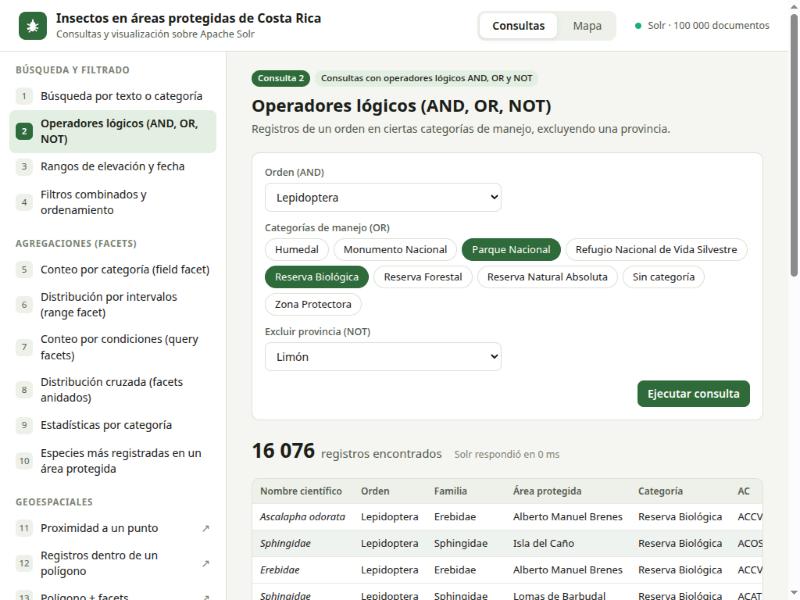 Insectos en áreas protegidas de Costa Rica
Consultas y visualización sobre Apache Solr
Consultas
Mapa
Solr · 100 000 documentos
BÚSQUEDA Y FILTRADO
1 Búsqueda por texto o categoría
2 Operadores lógicos (AND, OR,
NOT)
3 Rangos de elevación y fecha
4 Filtros combinados y
ordenamiento
AGREGACIONES (FACETS)
5 Conteo por categoría (field facet)
6 Distribución por intervalos
(range facet)
7 Conteo por condiciones (query
facets)
8 Distribución cruzada (facets
anidados)
9 Estadísticas por categoría
10 Especies más registradas en un
área protegida
GEOESPACIALES
11 Proximidad a un punto ↗
12 Registros dentro de un
polígono ↗
13 Polígono + facets ↗
Consulta 2 Consultas con operadores lógicos AND, OR y NOT
Operadores lógicos (AND, OR, NOT)
Registros de un orden en ciertas categorías de manejo, excluyendo una provincia.
Orden (AND)
Lepidoptera
Categorías de manejo (OR)
Humedal Monumento Nacional Parque Nacional Refugio Nacional de Vida Silvestre
Reserva Biológica Reserva Forestal Reserva Natural Absoluta Sin categoría
Zona Protectora
Excluir provincia (NOT)
Limón
Ejecutar consulta
16 076 registros encontrados Solr respondió en 0 ms
Nombre científico Orden Familia Área protegida Categoría AC
Ascalapha odorata Lepidoptera Erebidae Alberto Manuel Brenes Reserva Biológica ACCV
Sphingidae Lepidoptera Sphingidae Isla del Caño Reserva Biológica ACOS
Erebidae Lepidoptera Erebidae Alberto Manuel Brenes Reserva Biológica ACCV
Sphingidae Lepidoptera Sphingidae Lomas de Barbudal Reserva Biológica ACAT